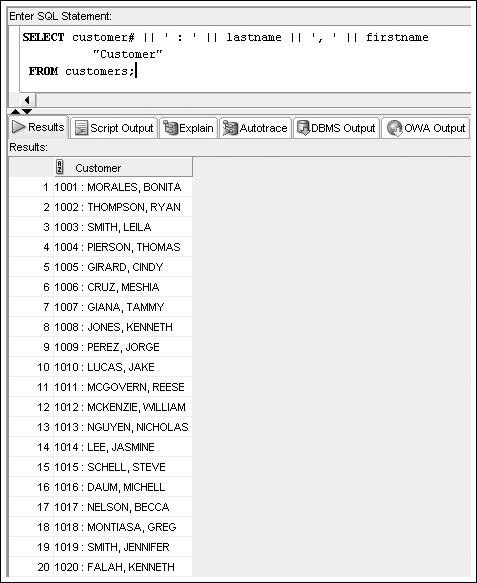 Enter SQL Statement:
SELECT customer# || ' : ' || lastname || ', ' || firstname
"Customer"
FROM customers;
Results Script Output Explain Autotrace DBMS Output OWA Output
Results:
Customer
1 1001 : MORALES, BONITA
2 1002 : THOMPSON, RYAN
3 1003 : SMITH, LEILA
4 1004 : PIERSON, THOMAS
5 1005 : GIRARD, CINDY
6 1006 : CRUZ, MESHIA
7 1007 : GIANA, TAMMY
8 1008 : JONES, KENNETH
9 1009 : PEREZ, JORGE
10 1010 : LUCAS, JAKE
11 1011 : MCGOVERN, REESE
12 1012 : MCKENZIE, WILLIAM
13 1013 : NGUYEN, NICHOLAS
14 1014 : LEE, JASMINE
15 1015 : SCHELL, STEVE
16 1016 : DAUM, MICHELL
17 1017 : NELSON, BECCA
18 1018 : MONTIASA, GREG
19 1019 : SMITH, JENNIFER
20 1020 : FALAH, KENNETH